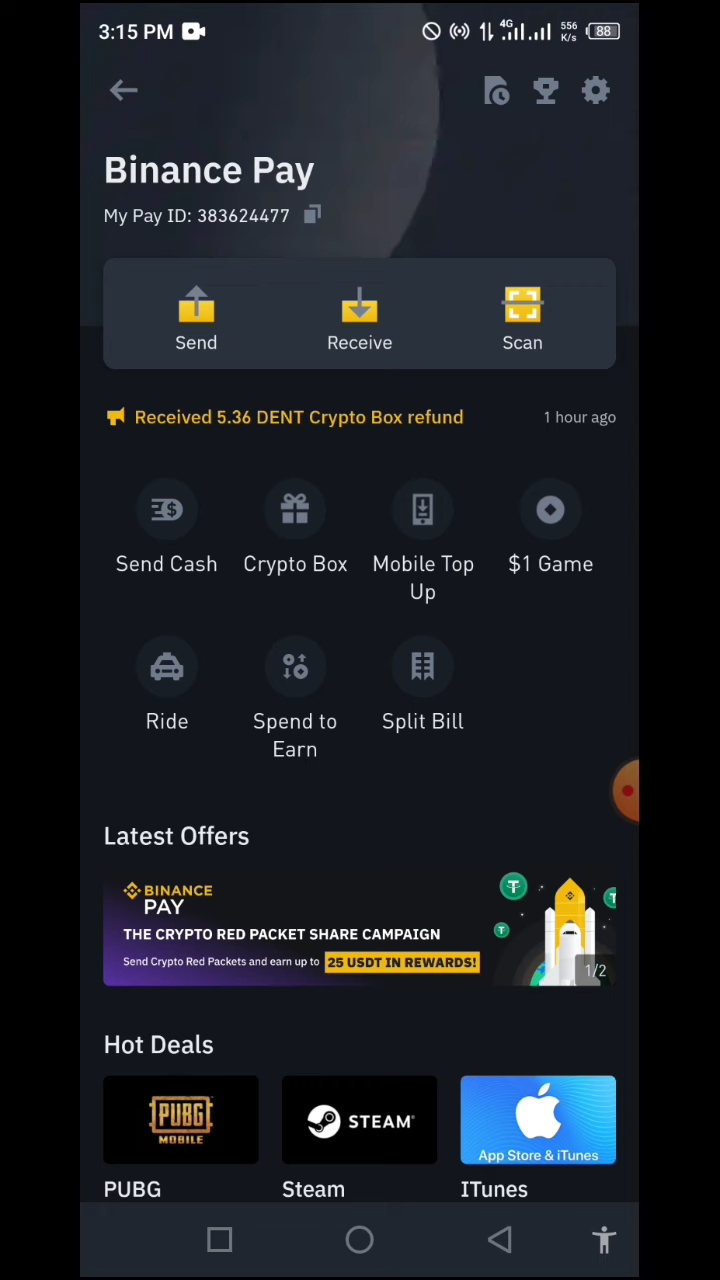 3:15 PM
4G
556 K/s
88
Binance Pay
My Pay ID: 383624477
Send
Receive
Scan
Received 5.36 DENT Crypto Box refund
1 hour ago
Send Cash
Crypto Box
Mobile Top
Up
$1 Game
Ride
Spend to
Earn
Split Bill
Latest Offers
BINANCE
PAY
THE CRYPTO RED PACKET SHARE CAMPAIGN
Send Crypto Red Packets and earn up to 25 USDT IN REWARDS!
1/2
Hot Deals
PUBG
MOBILE
STEAM
App Store & iTunes
PUBG
Steam
ITunes